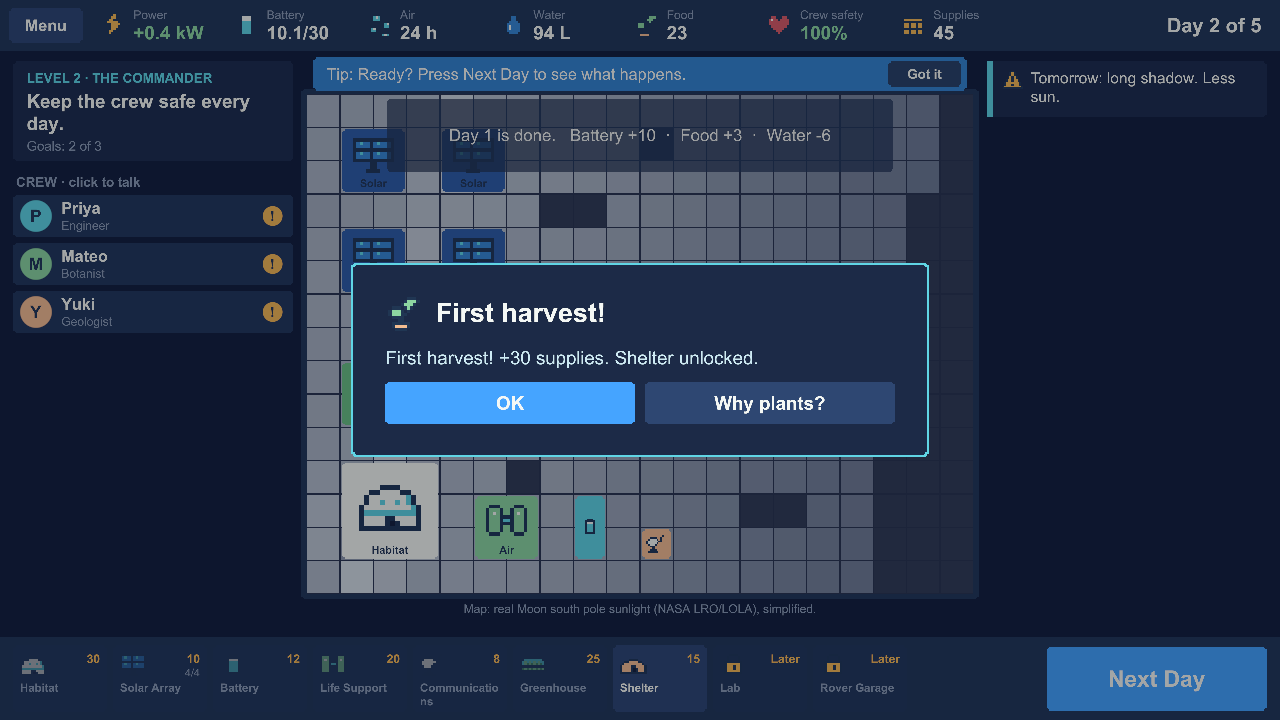 Menu
Power
+0.4 kW
Battery
10.1/30
Air
24 h
Water
94 L
Food
23
Crew safety
100%
Supplies
45
Day 2 of 5
LEVEL 2 · THE COMMANDER
Keep the crew safe every
day.
Goals: 2 of 3
CREW · click to talk
P
Priya
Engineer
!
M
Mateo
Botanist
!
Y
Yuki
Geologist
!
Tip: Ready? Press Next Day to see what happens.
Got it
Day 1 is done. Battery +10 · Food +3 · Water -6
Solar
Solar
Tomorrow: long shadow. Less
sun.
First harvest!
First harvest! +30 supplies. Shelter unlocked.
OK
Why plants?
Habitat
Air
Map: real Moon south pole sunlight (NASA LRO/LOLA), simplified.
30
Habitat
10
4/4
Solar Array
12
Battery
20
Life Support
8
Communicatio
ns
25
Greenhouse
15
Shelter
Later
Lab
Later
Rover Garage
Next Day